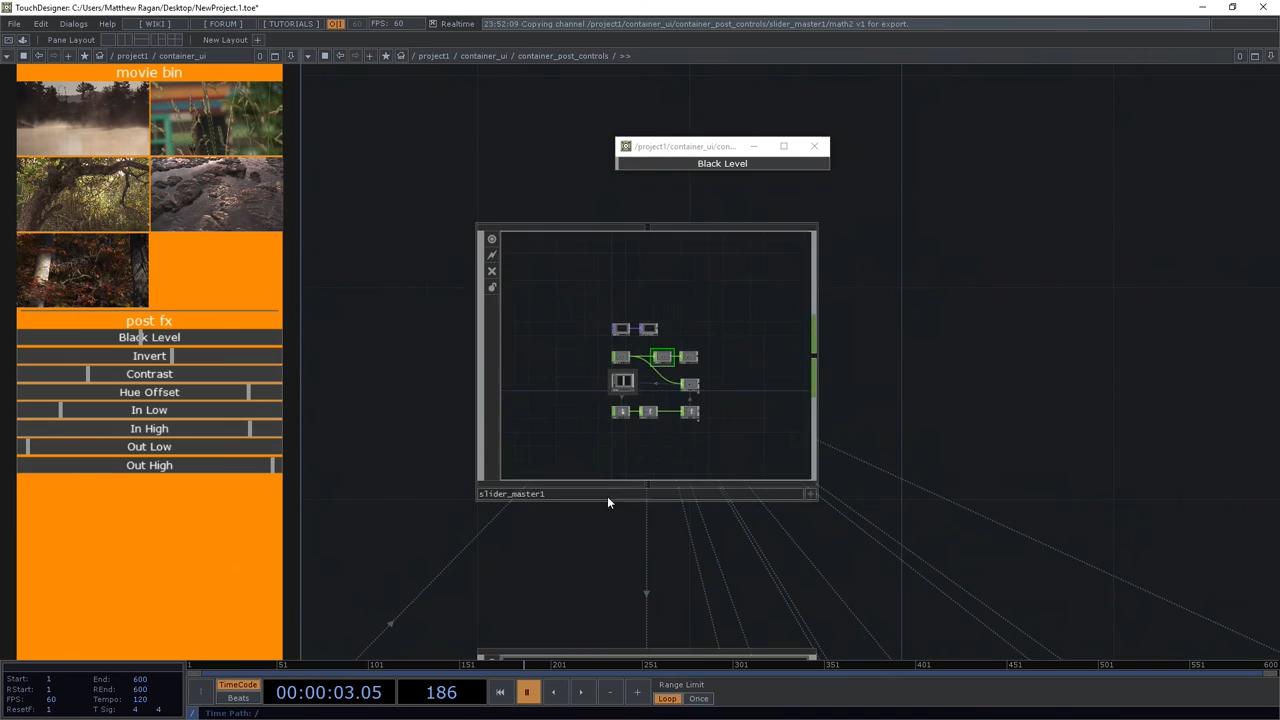 TouchDesigner: C:/Users/Matthew Ragan/Desktop/NewProject.1.toe*
File Edit Dialogs Help [ WIKI ] [ FORUM ] [ TUTORIALS ] O|I 60 FPS: 60 Realtime 23:52:09 Copying channel /project1/container_ui/container_post_controls/slider_master1/math2 v1 for export.
Pane Layout New Layout +
/ project1 / container_ui 0
/ project1 / container_ui / container_post_controls / >> 0
movie bin
/project1/container_ui/con...
Black Level
post fx
Black Level
Invert
Contrast
Hue Offset
In Low
In High
Out Low
Out High
slider_master1
1 51 101 151 201 251 301 351 401 451 501 551 600
Start: 1 End: 600
RStart: 1 REnd: 600
FPS: 60 Tempo: 120
ResetF: 1 T Sig: 4 4
TimeCode
Beats
00:00:03.05 186
Range Limit
Loop Once
/ Time Path: /